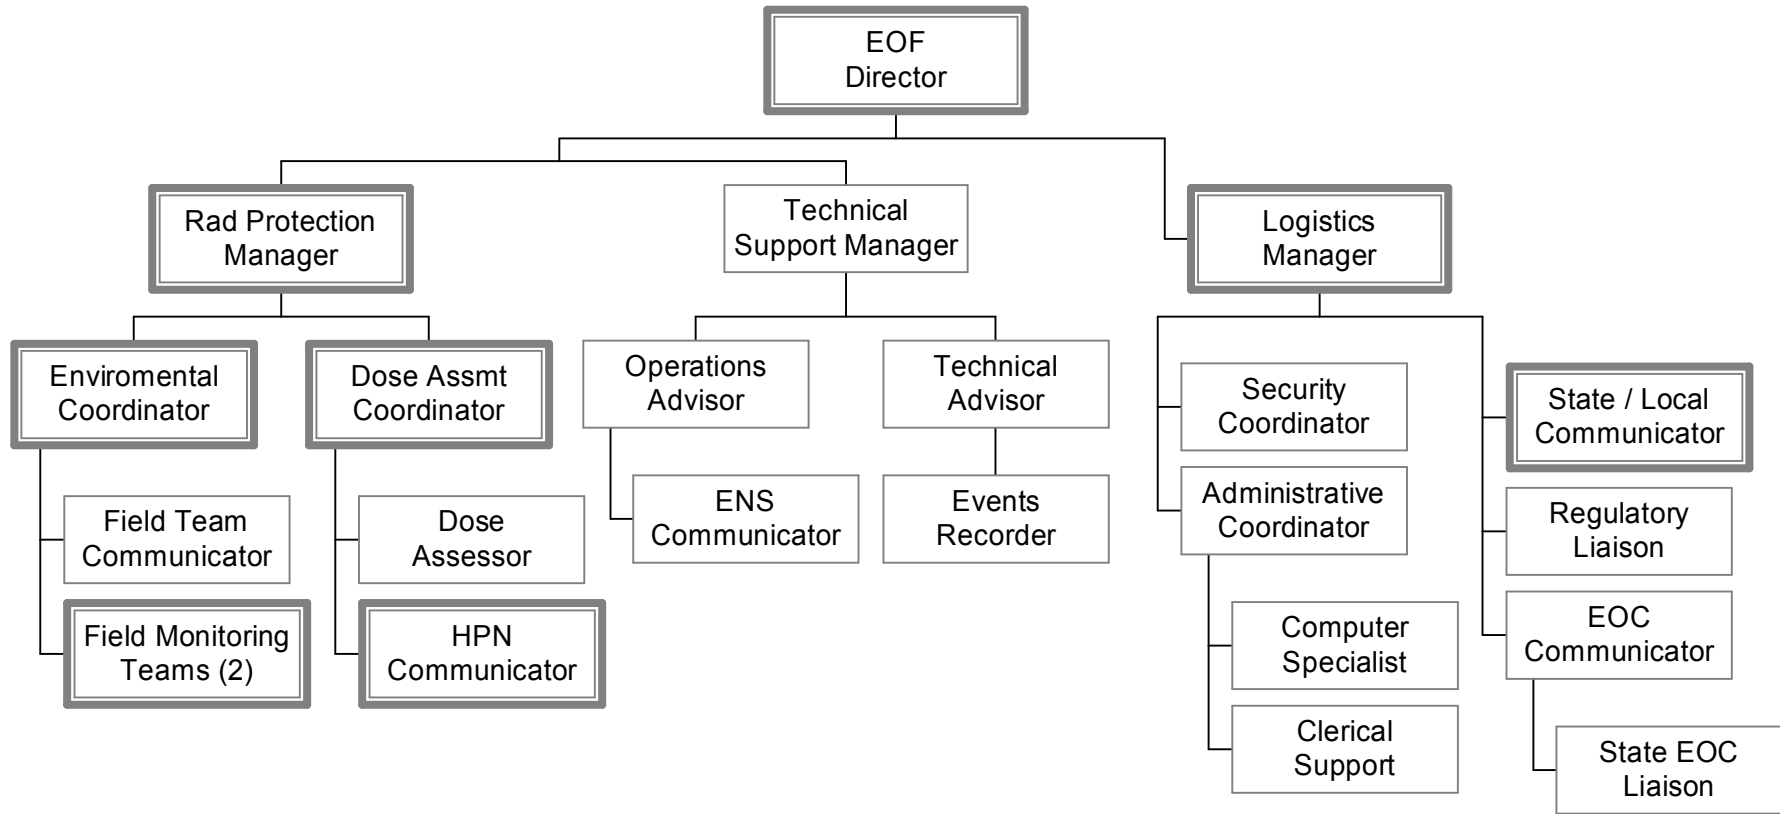 EOF
Director
Rad Protection
Manager
Technical
Support Manager
Logistics
Manager
Enviromental
Coordinator
Dose Assmt
Coordinator
Operations
Advisor
Technical
Advisor
Security
Coordinator
State / Local
Communicator
Field Team
Communicator
Dose
Assessor
ENS
Communicator
Events
Recorder
Administrative
Coordinator
Regulatory
Liaison
Field Monitoring
Teams (2)
HPN
Communicator
Computer
Specialist
EOC
Communicator
Clerical
Support
State EOC
Liaison